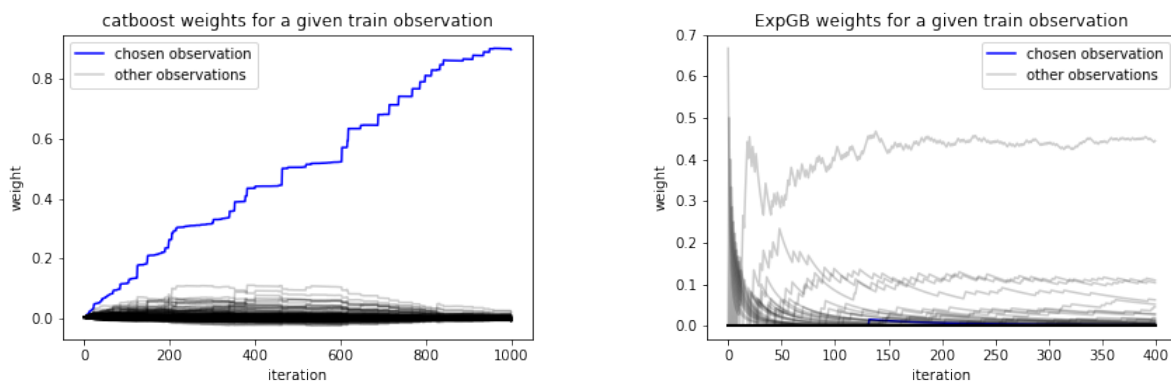 catboost weights for a given train observation
chosen observation
other observations
0.8
0.6
0.4
0.2
0.0
weight
0
200
400
600
800
1000
iteration
ExpGB weights for a given train observation
chosen observation
other observations
0.7
0.6
0.5
0.4
0.3
0.2
0.1
0.0
weight
0
50
100
150
200
250
300
350
400
iteration